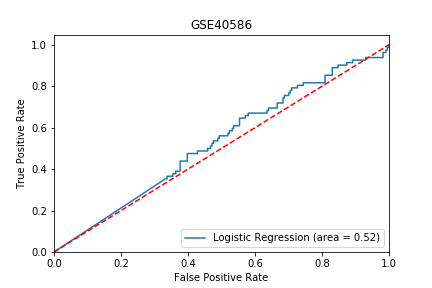 GSE40586
True Positive Rate
1.0
0.8
0.6
0.4
0.2
0.0
Logistic Regression (area = 0.52)
0.0 0.2 0.4 0.6 0.8 1.0
False Positive Rate